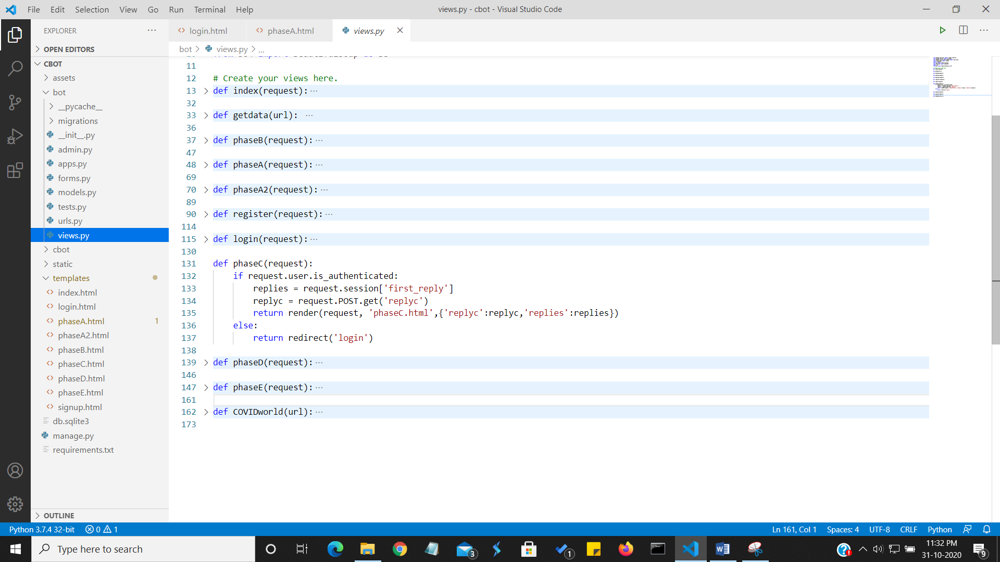 File Edit Selection View Go Run Terminal Help
views.py - cbot - Visual Studio Code
EXPLORER
OPEN EDITORS
CBOT
assets
bot
__pycache__
migrations
__init__.py
admin.py
apps.py
forms.py
models.py
tests.py
urls.py
views.py
cbot
static
templates
index.html
login.html
phaseA.html 1
phaseA2.html
phaseB.html
phaseC.html
phaseD.html
phaseE.html
signup.html
db.sqlite3
manage.py
requirements.txt
OUTLINE
login.html phaseA.html views.py
bot > views.py > ...
11
12 # Create your views here.
13 def index(request):···
32
33 def getdata(url): ···
36
37 def phaseB(request):···
47
48 def phaseA(request):···
69
70 def phaseA2(request):···
89
90 def register(request):···
114
115 def login(request):···
130
131 def phaseC(request):
132 if request.user.is_authenticated:
133 replies = request.session['first_reply']
134 replyc = request.POST.get('replyc')
135 return render(request, 'phaseC.html',{'replyc':replyc,'replies':replies})
136 else:
137 return redirect('login')
138
139 def phaseD(request):···
146
147 def phaseE(request):···
161
162 def COVIDworld(url):···
173
Python 3.7.4 32-bit 0 1
Ln 161, Col 1 Spaces: 4 UTF-8 CRLF Python
Type here to search
3
1
11:32 PM
31-10-2020
9